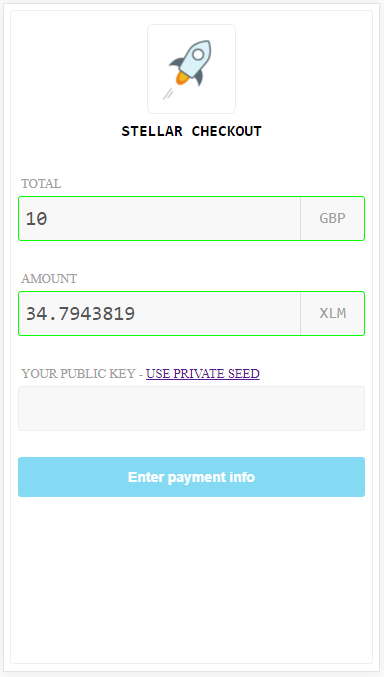 STELLAR CHECKOUT
TOTAL
10 GBP
AMOUNT
34.7943819 XLM
YOUR PUBLIC KEY - USE PRIVATE SEED
Enter payment info